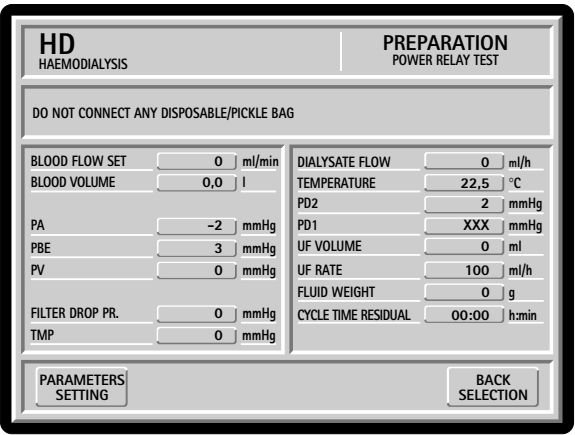 HD
HAEMODIALYSIS
PREPARATION
POWER RELAY TEST
DO NOT CONNECT ANY DISPOSABLE/PICKLE BAG
BLOOD FLOW SET 0 ml/min
BLOOD VOLUME 0,0 l
PA –2 mmHg
PBE 3 mmHg
PV 0 mmHg
FILTER DROP PR. 0 mmHg
TMP 0 mmHg
DIALYSATE FLOW 0 ml/h
TEMPERATURE 22,5 °C
PD2 2 mmHg
PD1 XXX mmHg
UF VOLUME 0 ml
UF RATE 100 ml/h
FLUID WEIGHT 0 g
CYCLE TIME RESIDUAL 00:00 h:min
PARAMETERS
SETTING
BACK
SELECTION